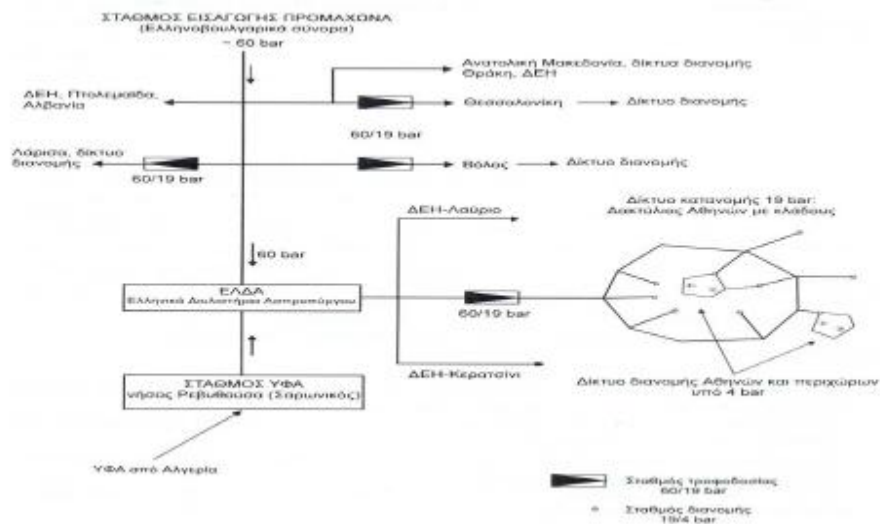 ΣΤΑΘΜΟΣ ΕΙΣΑΓΩΓΗΣ ΠΡΟΜΑΧΩΝΑ
(Ελληνοβουλγαρικά σύνορα)
~ 60 bar
Ανατολική Μακεδονία, δίκτυα διανομής
Θράκη, ΔΕΗ
ΔΕΗ, Πτολεμαΐδα,
Αλβανία
Θεσσαλονίκη
Δίκτυο διανομής
60/19 bar
Λάρισα, δίκτυο
διανομής
60/19 bar
Βόλος
Δίκτυο διανομής
ΔΕΗ-Λαύριο
Δίκτυο κατανομής 19 bar:
Δακτύλιος Αθηνών με κλάδους
60 bar
ΕΛΔΑ
Ελληνικά Διυλιστήρια Ασπροπύργου
60/19 bar
ΔΕΗ-Κερατσίνι
ΣΤΑΘΜΟΣ ΥΦΑ
νήσος Ρεβυθούσα (Σαρωνικός)
Δίκτυο διανομής Αθηνών και περιχώρων
υπό 4 bar
ΥΦΑ από Αλγερία
Σταθμός τροφοδοσίας
60/19 bar
Σταθμός διανομής
19/4 bar